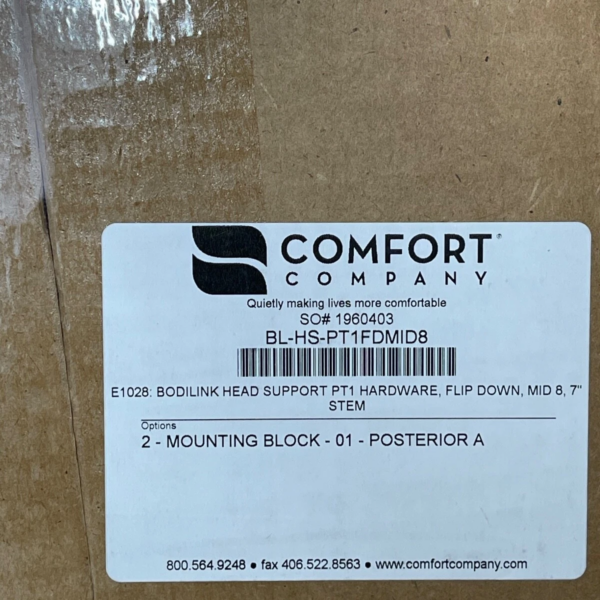 COMFORT®
COMPANY
Quietly making lives more comfortable
SO# 1960403
BL-HS-PT1FDMID8
E1028: BODILINK HEAD SUPPORT PT1 HARDWARE, FLIP DOWN, MID 8, 7"
STEM
Options
2 - MOUNTING BLOCK - 01 - POSTERIOR A
800.564.9248 • fax 406.522.8563 • www.comfortcompany.com